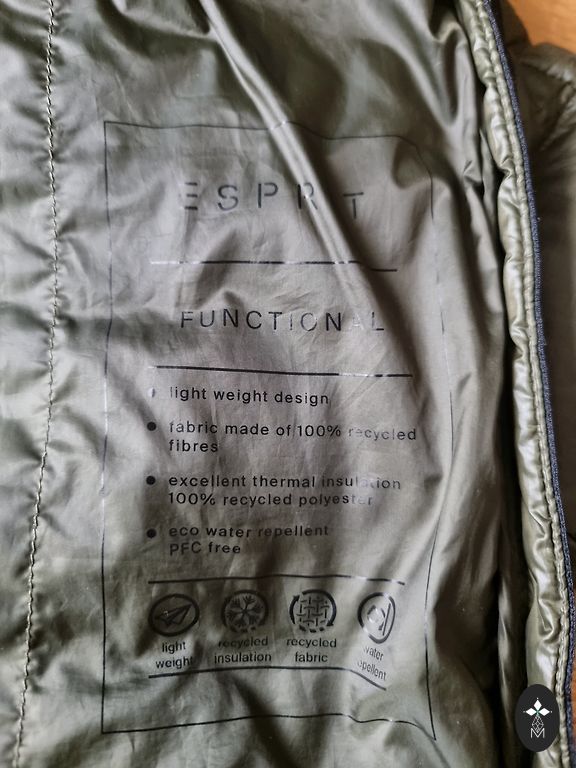 ESPRIT
FUNCTIONAL
light weight design
fabric made of 100% recycled
fibres
excellent thermal insulation
100% recycled polyester
eco water repellent
PFC free
light
weight
recycled
insulation
recycled
fabric
water
repellent
M